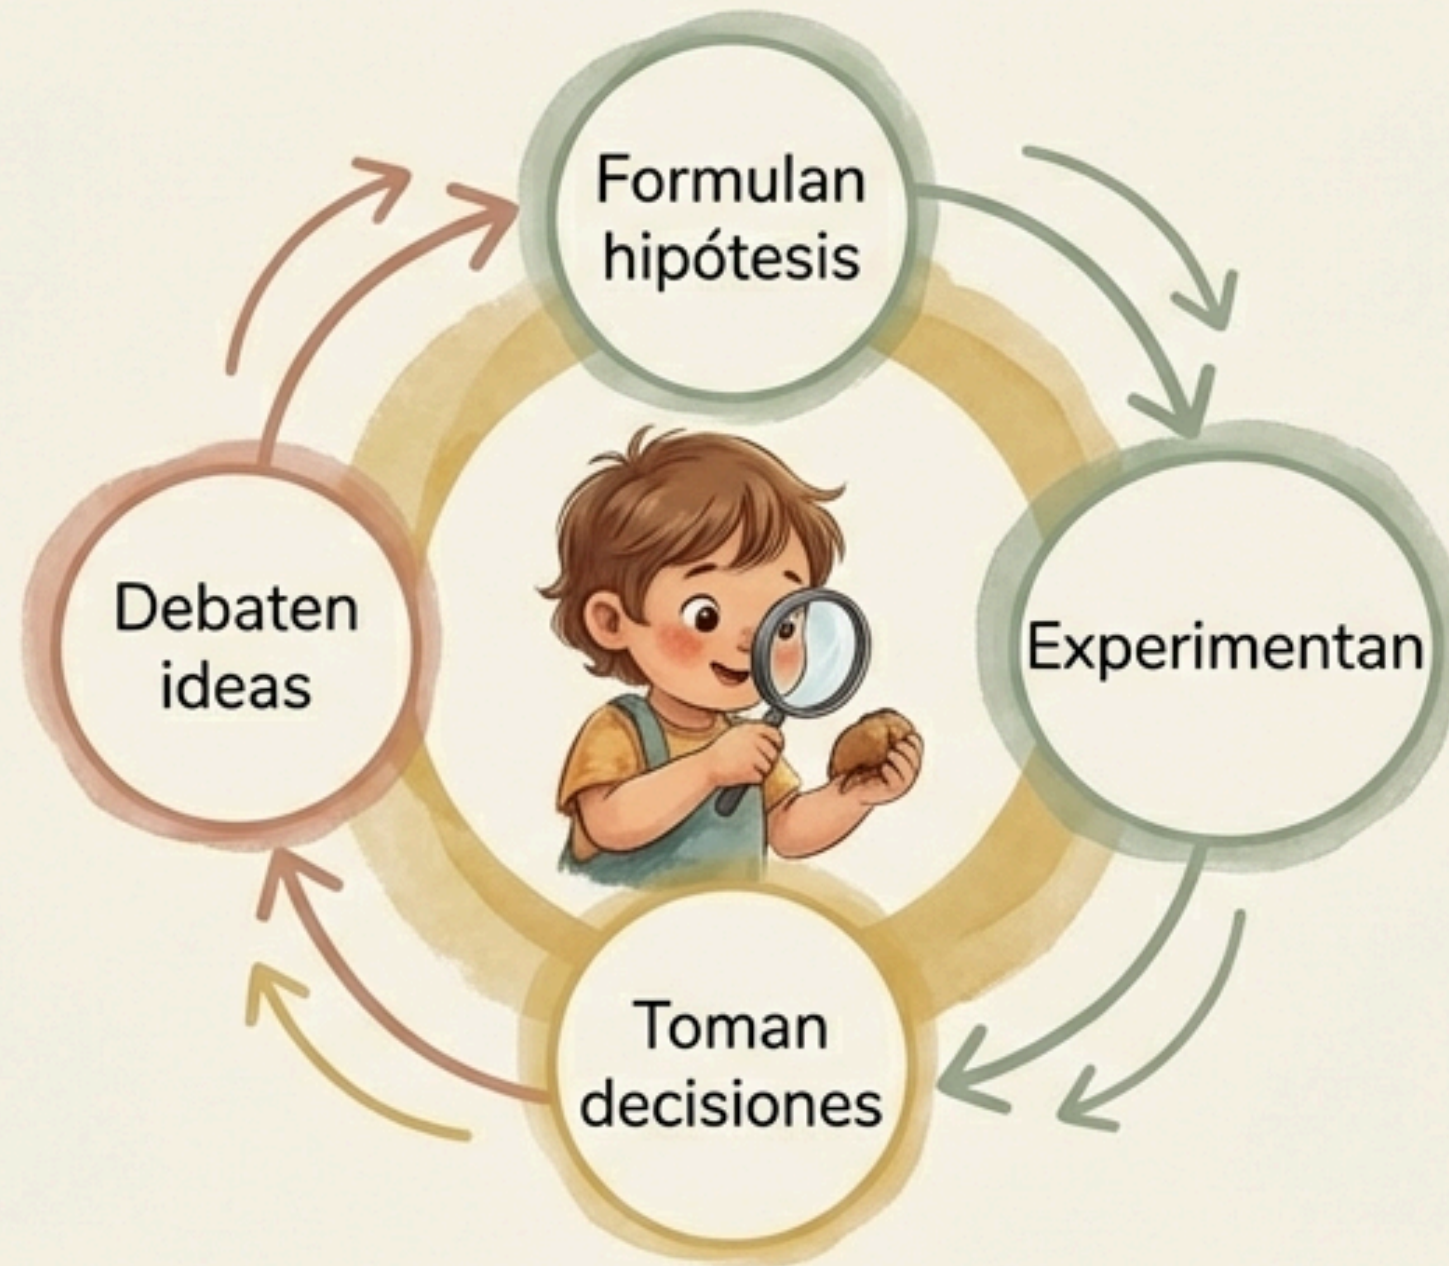 Formulan
hipótesis
Experimentan
Toman
decisiones
Debaten
ideas